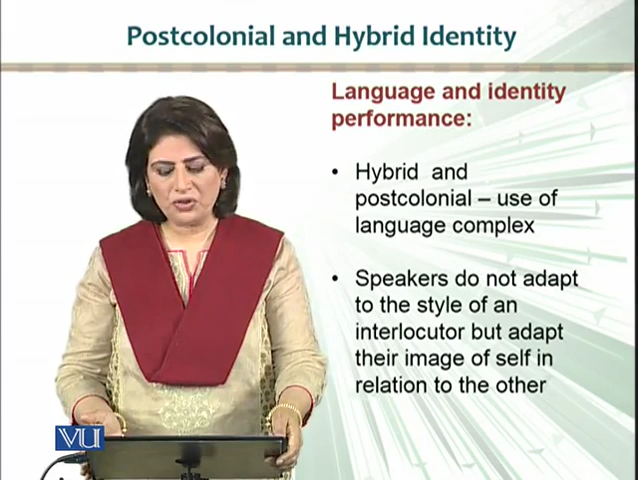 Postcolonial and Hybrid Identity
Language and identity
performance:
• Hybrid and
postcolonial – use of
language complex
• Speakers do not adapt
to the style of an
interlocutor but adapt
their image of self in
relation to the other
VU